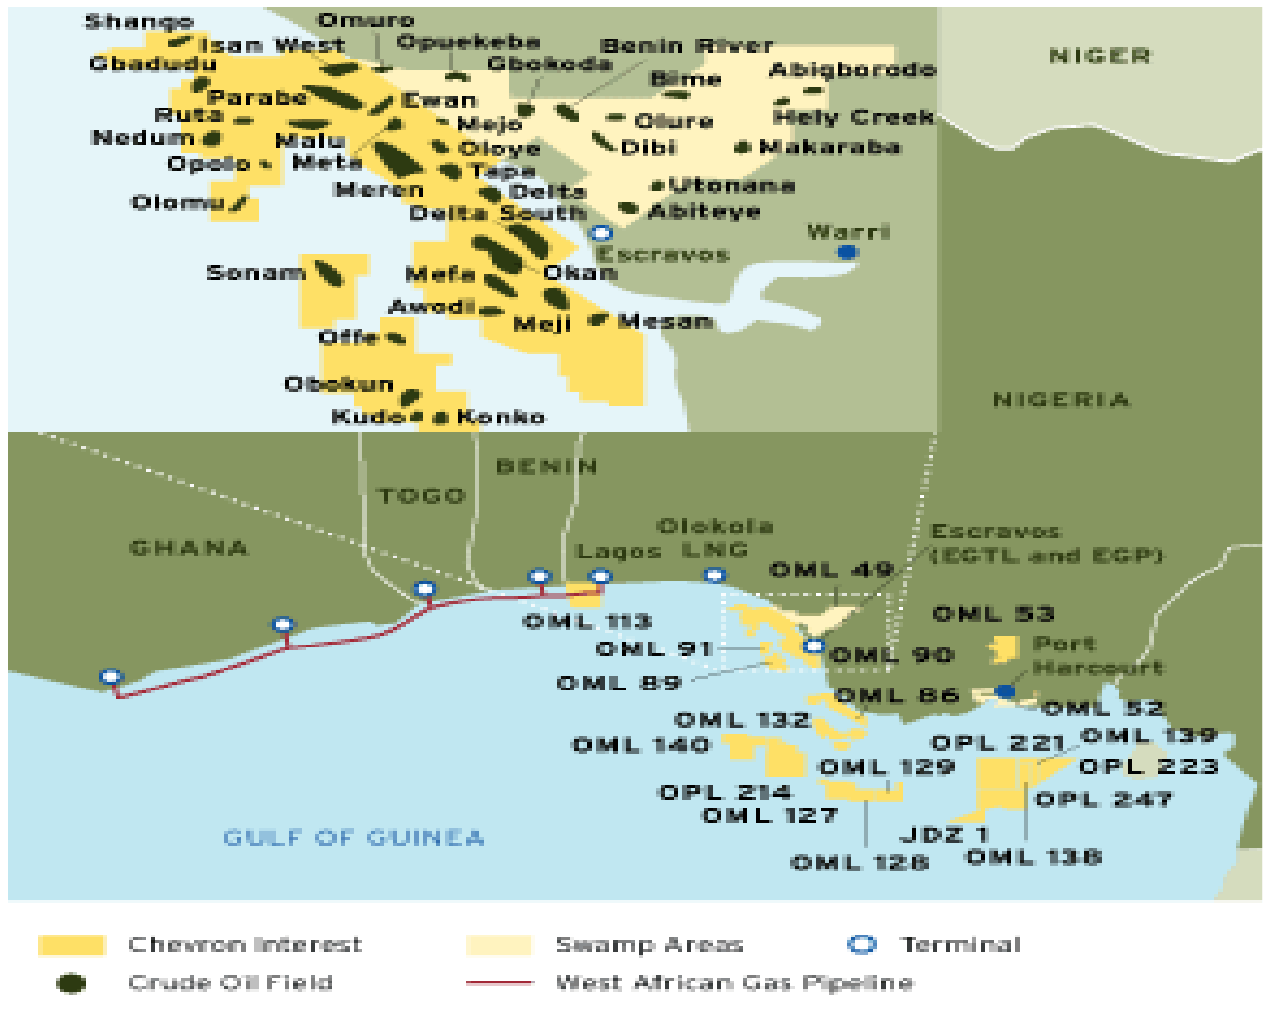 Shango
Omuro
Isan West
Opuekeba
Benin River
Gbadudu
Gbokoda
Bime
Abigborodo
NIGER
Parabe
Ewan
Ruta
Mejo
Olure
Hely Creek
Nedum
Malu
Oloye
Dibi
Makaraba
Opolo
Meta
Tapa
Meren
Delta
Utonana
Olomu
Delta South
Abiteye
Warri
Escravos
Sonam
Mefa
Okan
Awodi
Meji
Mesan
Offe
Obokun
NIGERIA
Kudo
Konko
BENIN
TOGO
GHANA
Olokola
LNG
Lagos
Escravos
(EGTL and EGP)
OML 49
OML 113
OML 53
OML 91
OML 90
Port
Harcourt
OML 89
OML 86
OML 52
OML 132
OML 140
OPL 221
OML 139
OML 129
OPL 223
OPL 214
OPL 247
OML 127
JDZ 1
GULF OF GUINEA
OML 128
OML 138
Chevron Interest
Swamp Areas
Terminal
Crude Oil Field
West African Gas Pipeline